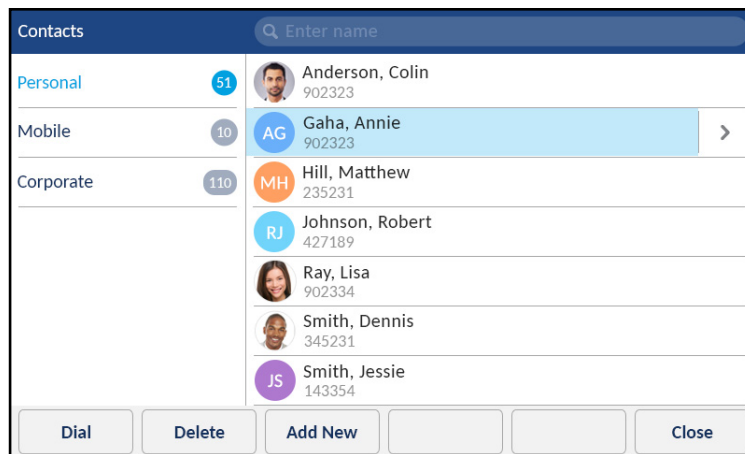 Contacts
Enter name
Personal 51
Mobile 10
Corporate 110
Anderson, Colin
902323
AG
Gaha, Annie
902323
MH
Hill, Matthew
235231
RJ
Johnson, Robert
427189
Ray, Lisa
902334
Smith, Dennis
345231
JS
Smith, Jessie
143354
Dial Delete Add New Close